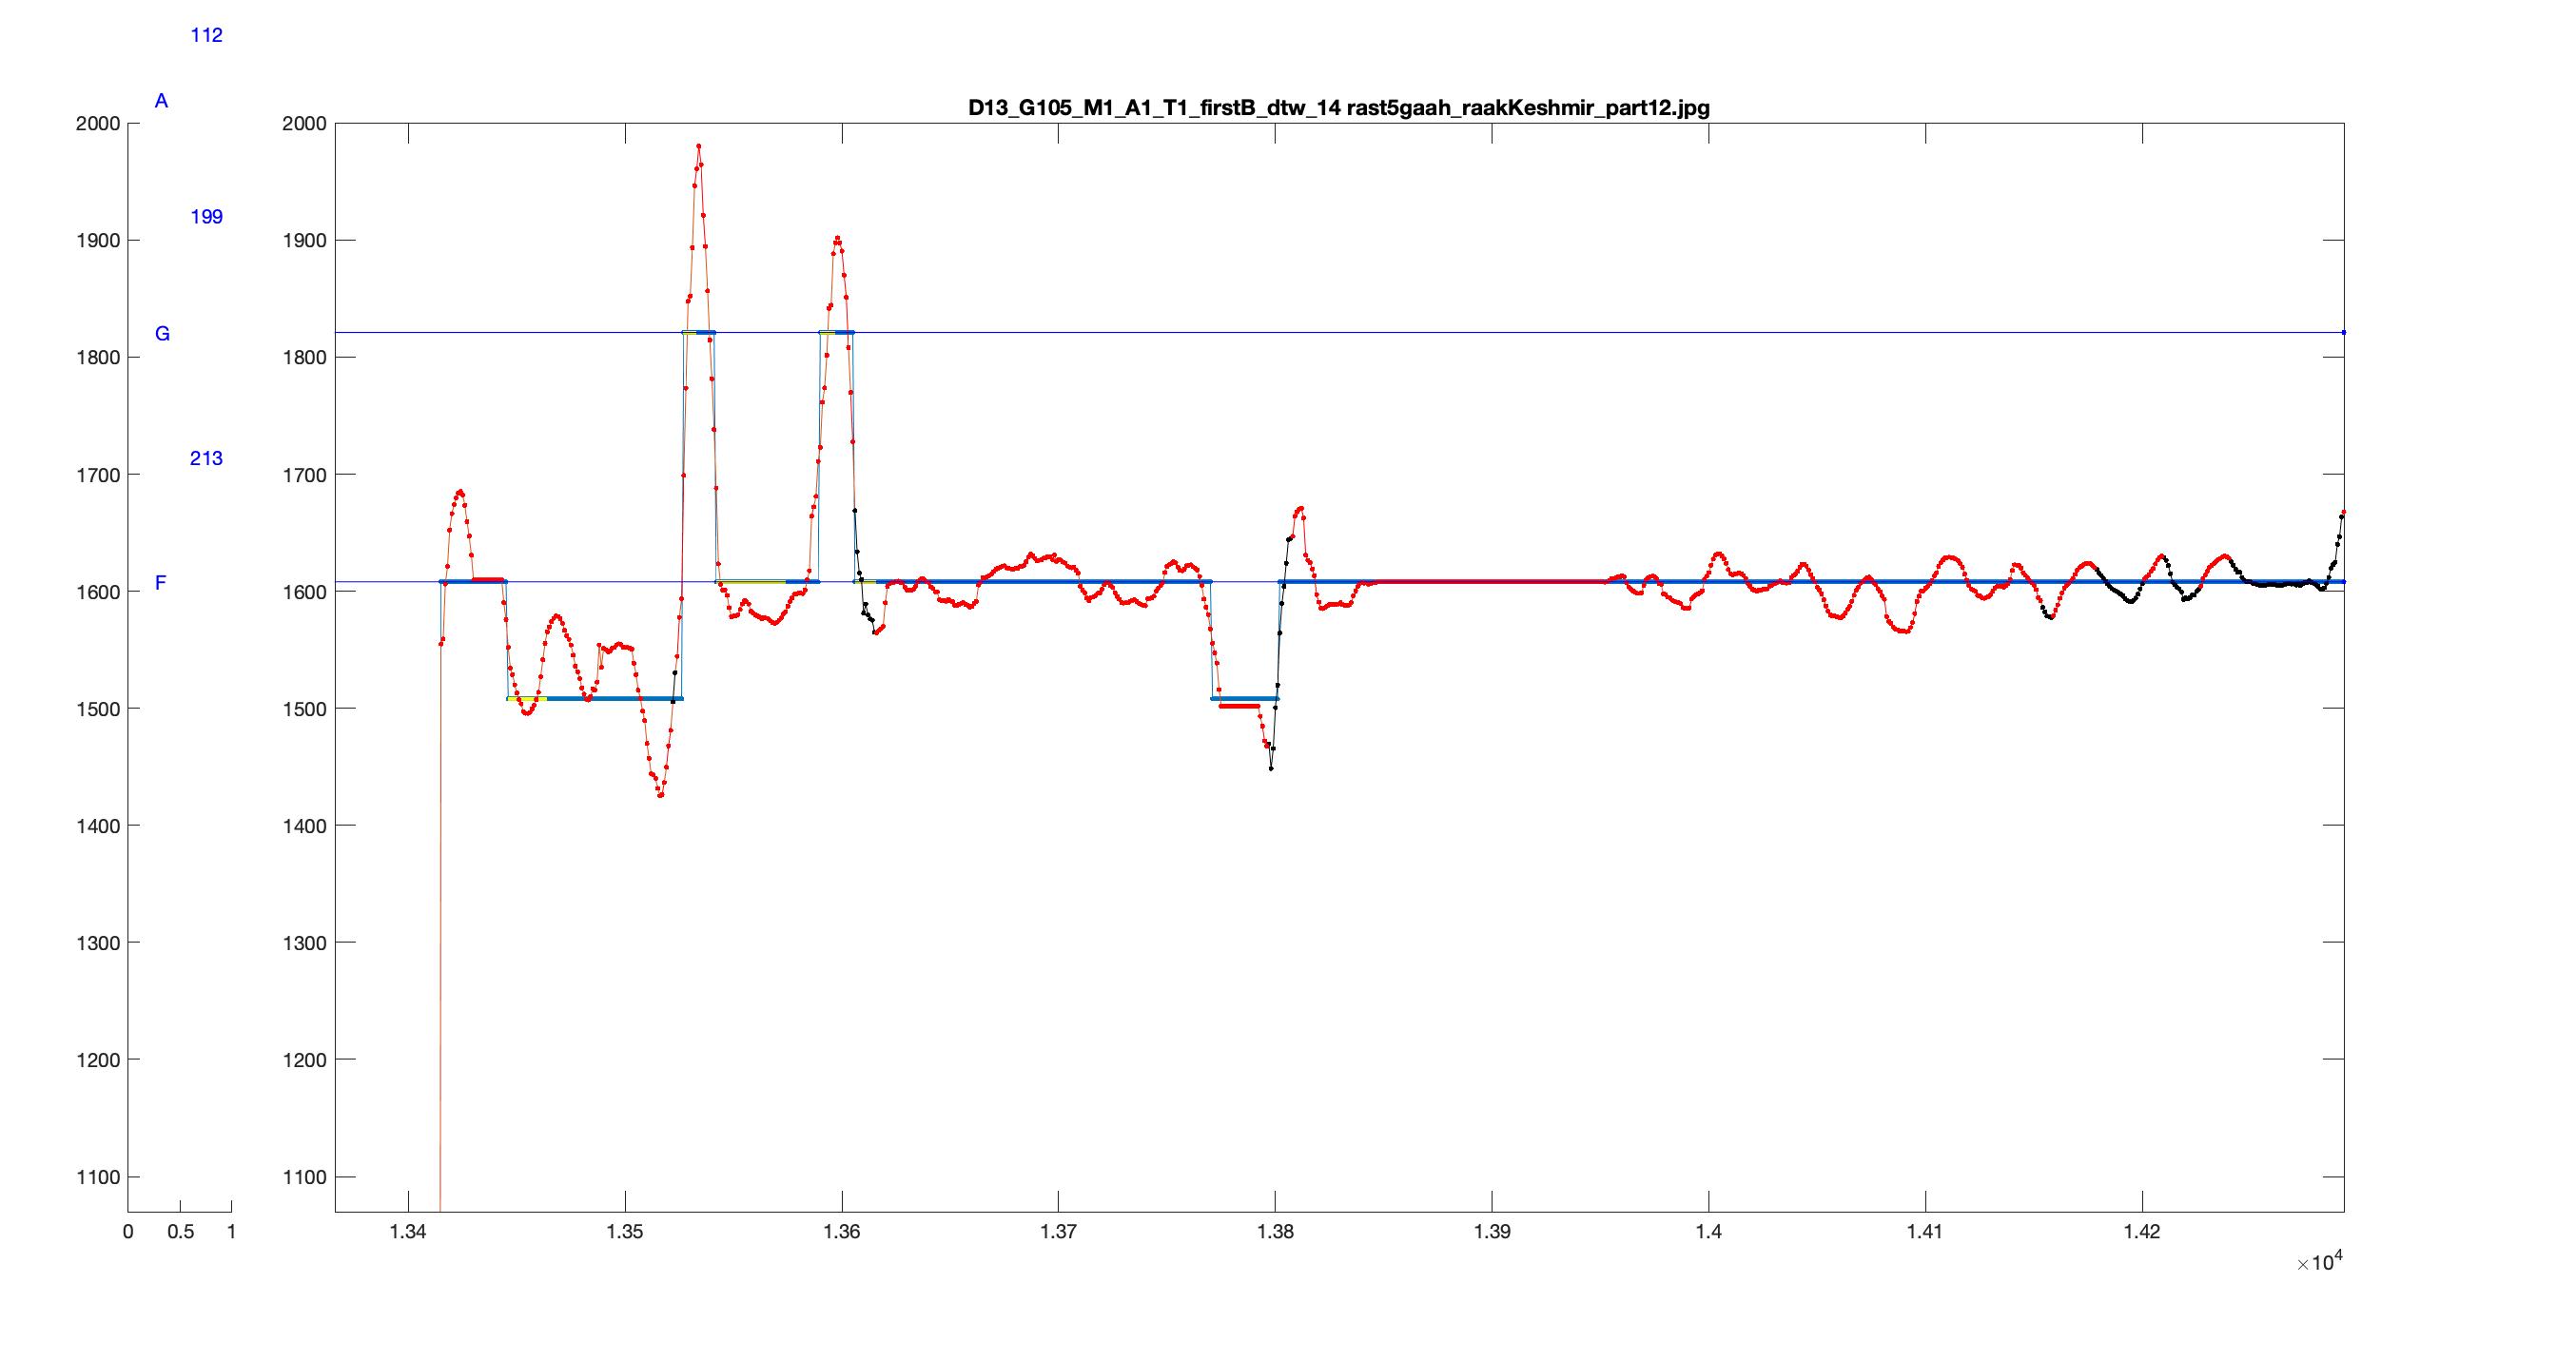 112
A
D13_G105_M1_A1_T1_firstB_dtw_14 rast5gaah_raakKeshmir_part12.jpg
2000 2000
199
1900 1900
G
1800 1800
213
1700 1700
F
1600 1600
1500 1500
1400 1400
1300 1300
1200 1200
1100 1100
0 0.5 1 1.34 1.35 1.36 1.37 1.38 1.39 1.4 1.41 1.42
×10⁴